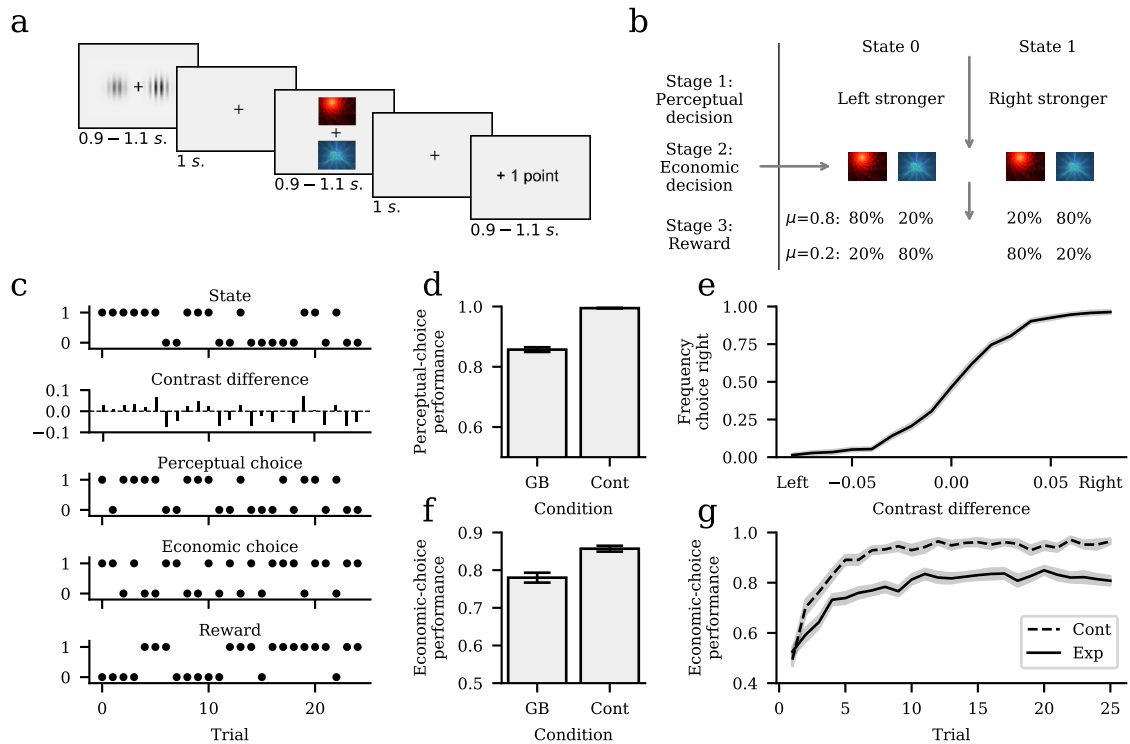 a
0.9 − 1.1 s.
1 s.
0.9 − 1.1 s.
1 s.
+ 1 point
0.9 − 1.1 s.
b
State 0
State 1
Stage 1:
Perceptual
decision
Left stronger
Right stronger
Stage 2:
Economic
decision
Stage 3:
Reward
μ=0.8: 80% 20% 20% 80%
μ=0.2: 20% 80% 80% 20%
c
State
1
0
Contrast difference
0.1
0.0
−0.1
Perceptual choice
1
0
Economic choice
1
0
Reward
1
0
0 10 20
Trial
d
Perceptual-choice
performance
1.0
0.8
0.6
GB Cont
Condition
e
Frequency
choice right
1.00
0.75
0.50
0.25
0.00
Left −0.05 0.00 0.05 Right
Contrast difference
f
Economic-choice
performance
0.9
0.8
0.7
0.6
0.5
GB Cont
Condition
g
Economic-choice
performance
1.0
0.8
0.6
0.4
Cont
Exp
0 5 10 15 20 25
Trial